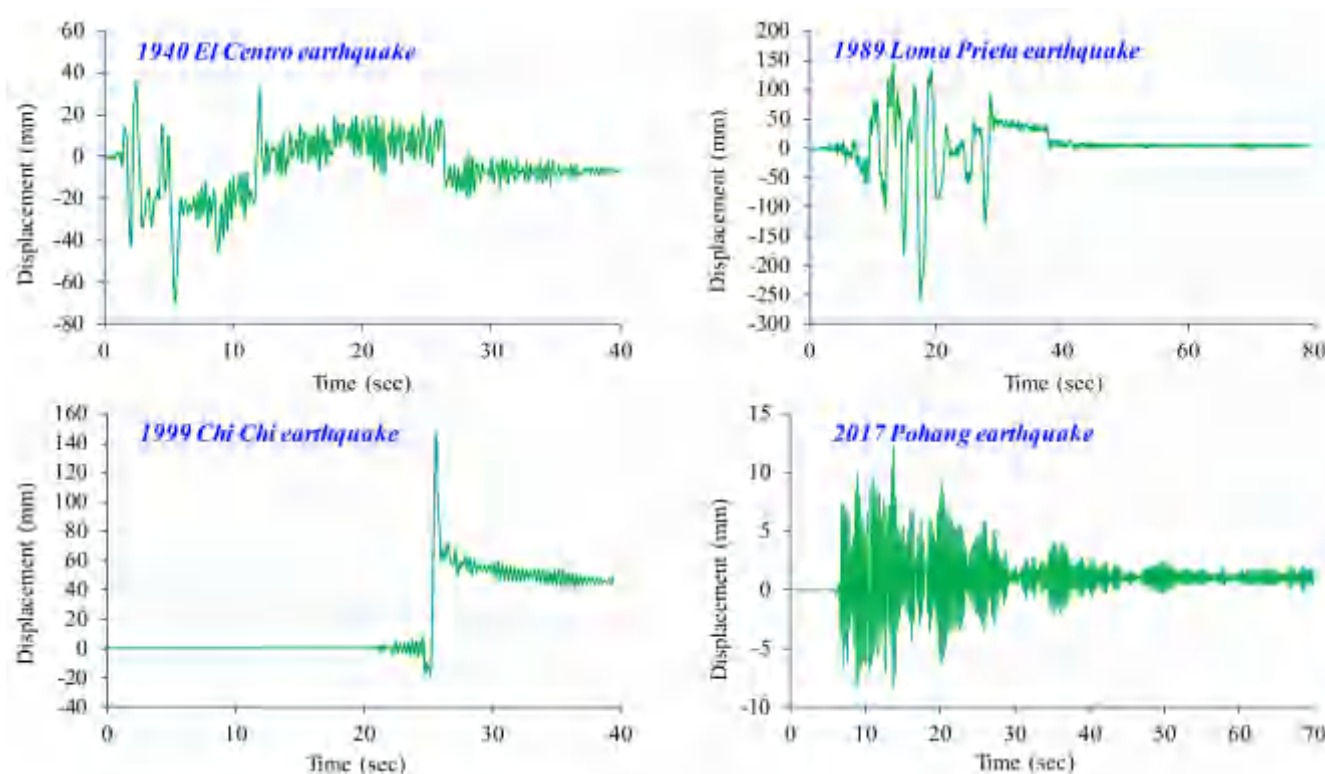 1940 El Centro earthquake
Displacement (mm)
60
40
20
0
-20
-40
-60
-80
0 10 20 30 40
Time (sec)
1989 Loma Prieta earthquake
Displacement (mm)
200
150
100
50
0
-50
-100
-150
-200
-250
-300
0 20 40 60 80
Time (sec)
1999 Chi Chi earthquake
Displacement (mm)
160
140
120
100
80
60
40
20
0
-20
-40
0 10 20 30 40
Time (sec)
2017 Pohang earthquake
Displacement (mm)
15
10
5
0
-5
-10
0 10 20 30 40 50 60 70
Time (sec)